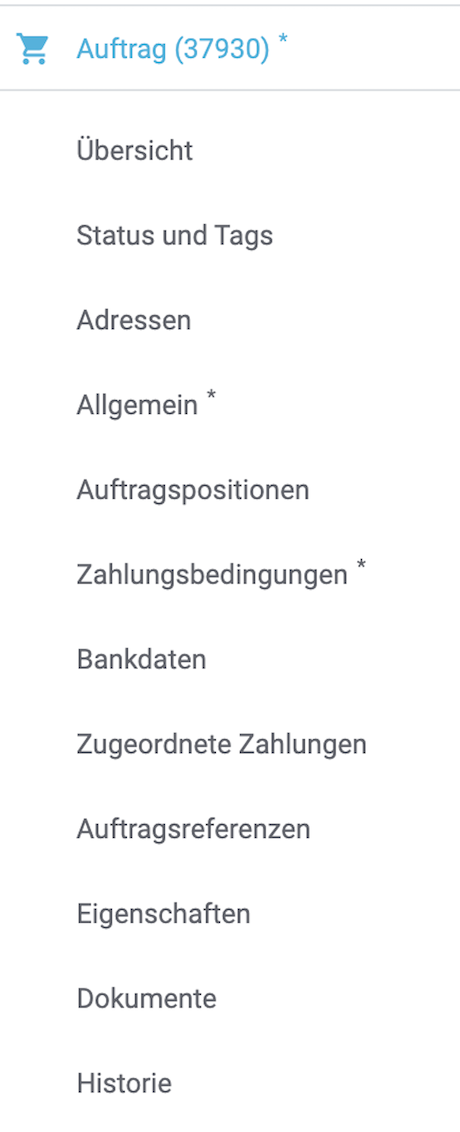 Auftrag (37930) *
Übersicht
Status und Tags
Adressen
Allgemein *
Auftragspositionen
Zahlungsbedingungen *
Bankdaten
Zugeordnete Zahlungen
Auftragsreferenzen
Eigenschaften
Dokumente
Historie